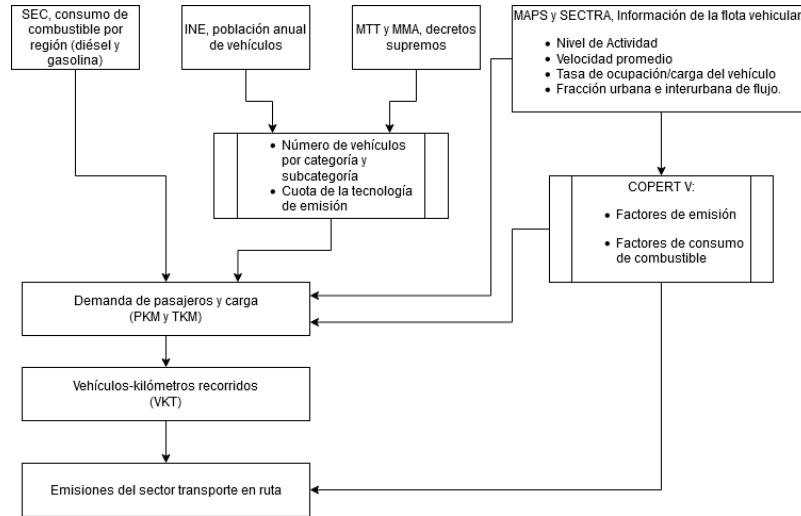 SEC, consumo de
combustible por
región (diésel y
gasolina)
INE, población anual
de vehículos
MTT y MMA, decretos
supremos
MAPS y SECTRA, Información de la flota vehicular
• Nivel de Actividad
• Velocidad promedio
• Tasa de ocupación/carga del vehículo
• Fracción urbana e interurbana de flujo.
• Número de vehículos
por categoría y
subcategoría
• Cuota de la tecnología
de emisión
COPERT V:
• Factores de emisión
• Factores de consumo
de combustible
Demanda de pasajeros y carga
(PKM y TKM)
Vehículos-kilómetros recorridos
(VKT)
Emisiones del sector transporte en ruta